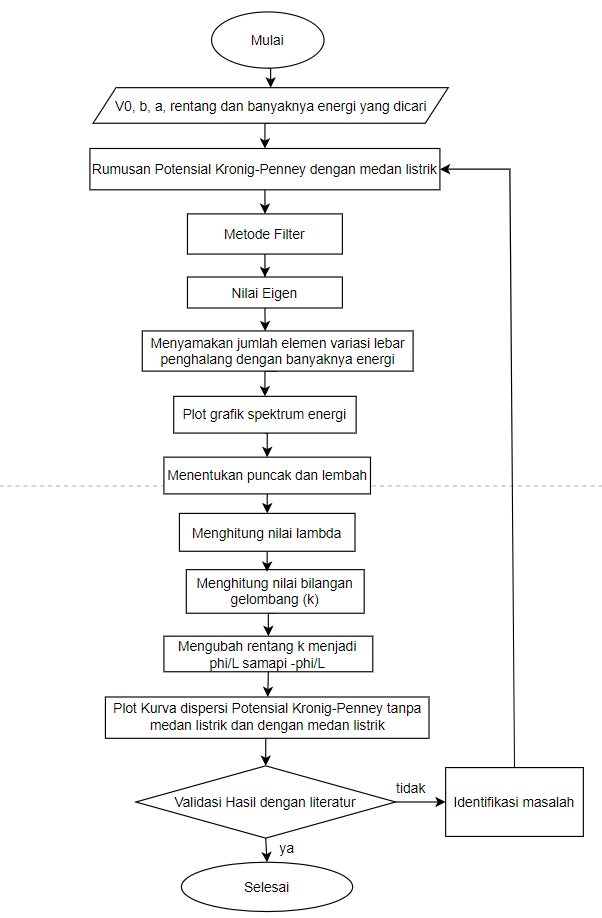 Mulai
V0, b, a, rentang dan banyaknya energi yang dicari
Rumusan Potensial Kronig-Penney dengan medan listrik
Metode Filter
Nilai Eigen
Menyamakan jumlah elemen variasi lebar
penghalang dengan banyaknya energi
Plot grafik spektrum energi
Menentukan puncak dan lembah
Menghitung nilai lambda
Menghitung nilai bilangan
gelombang (k)
Mengubah rentang k menjadi
phi/L samapi -phi/L
Plot Kurva dispersi Potensial Kronig-Penney tanpa
medan listrik dan dengan medan listrik
Validasi Hasil dengan literatur
tidak
Identifikasi masalah
ya
Selesai